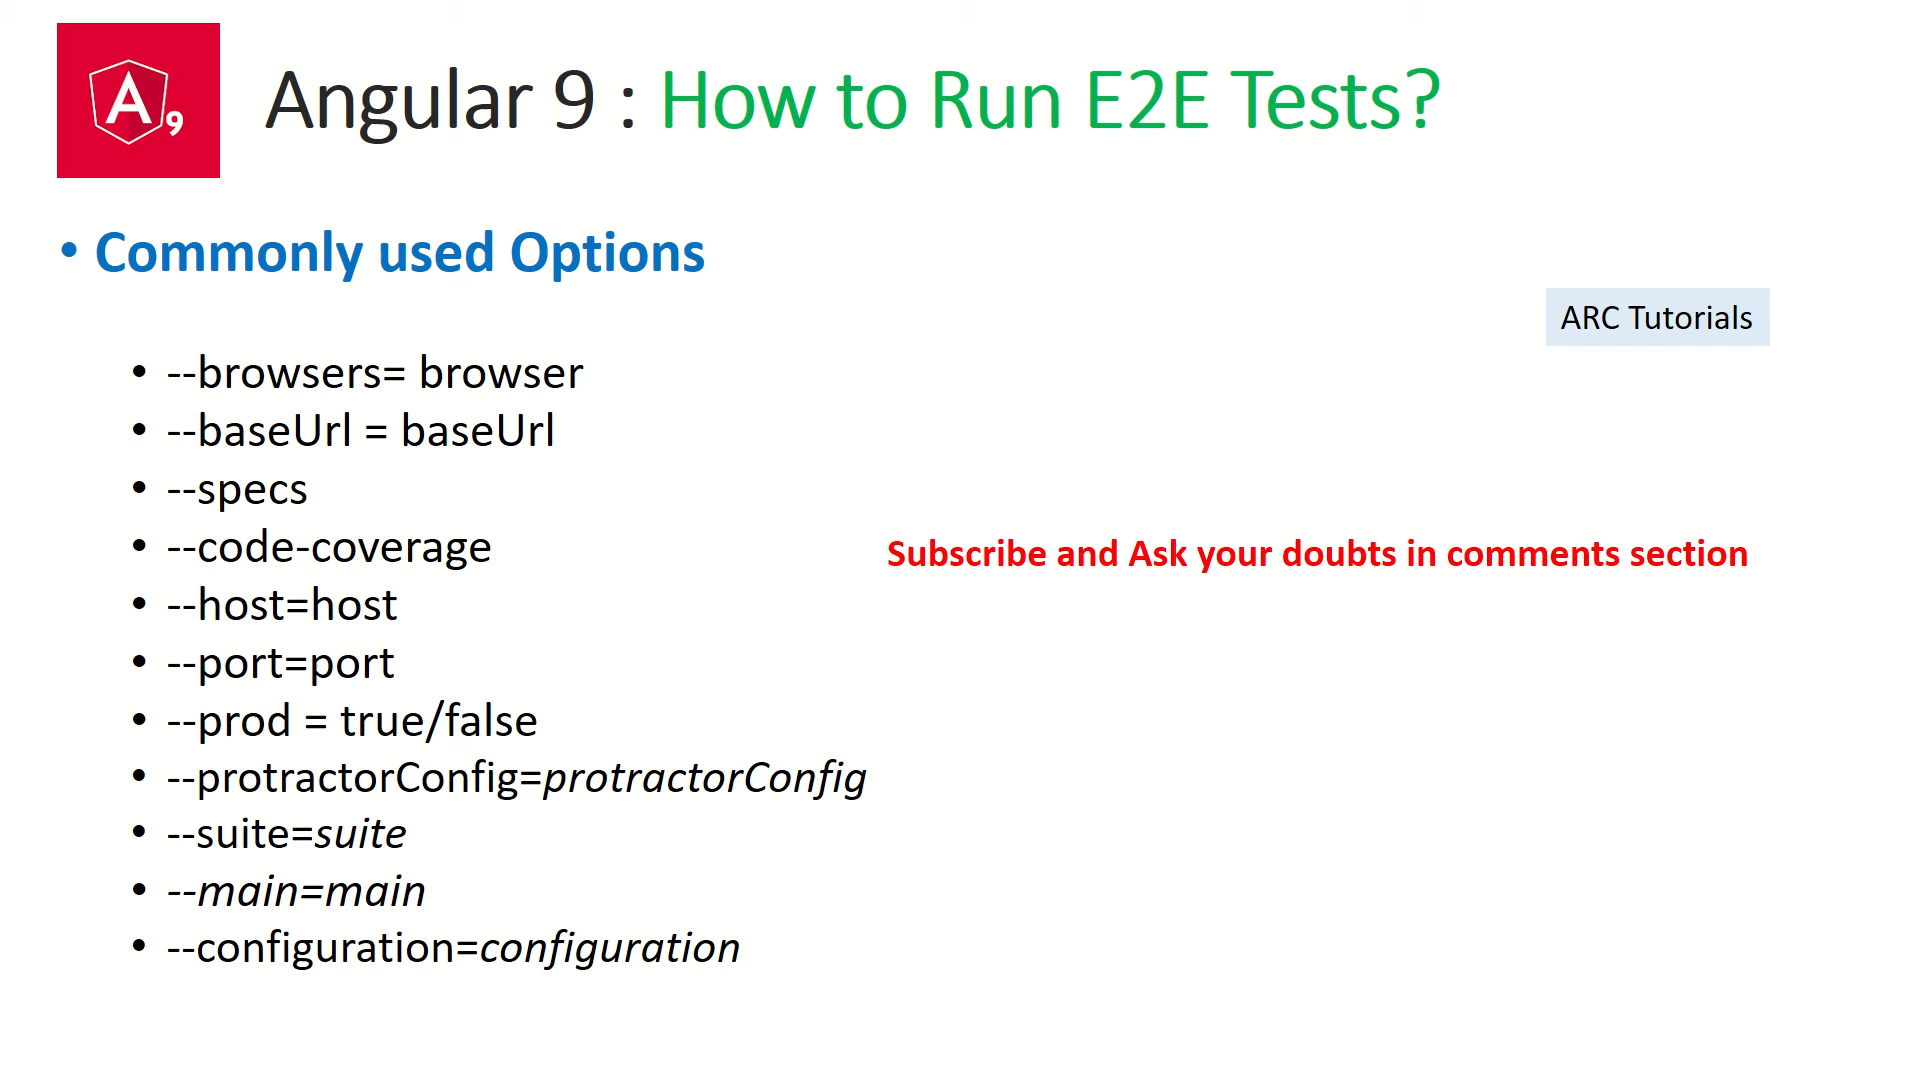 A9
Angular 9 : How to Run E2E Tests?
• Commonly used Options
ARC Tutorials
• --browsers= browser
• --baseUrl = baseUrl
• --specs
• --code-coverage
Subscribe and Ask your doubts in comments section
• --host=host
• --port=port
• --prod = true/false
• --protractorConfig=protractorConfig
• --suite=suite
• --main=main
• --configuration=configuration